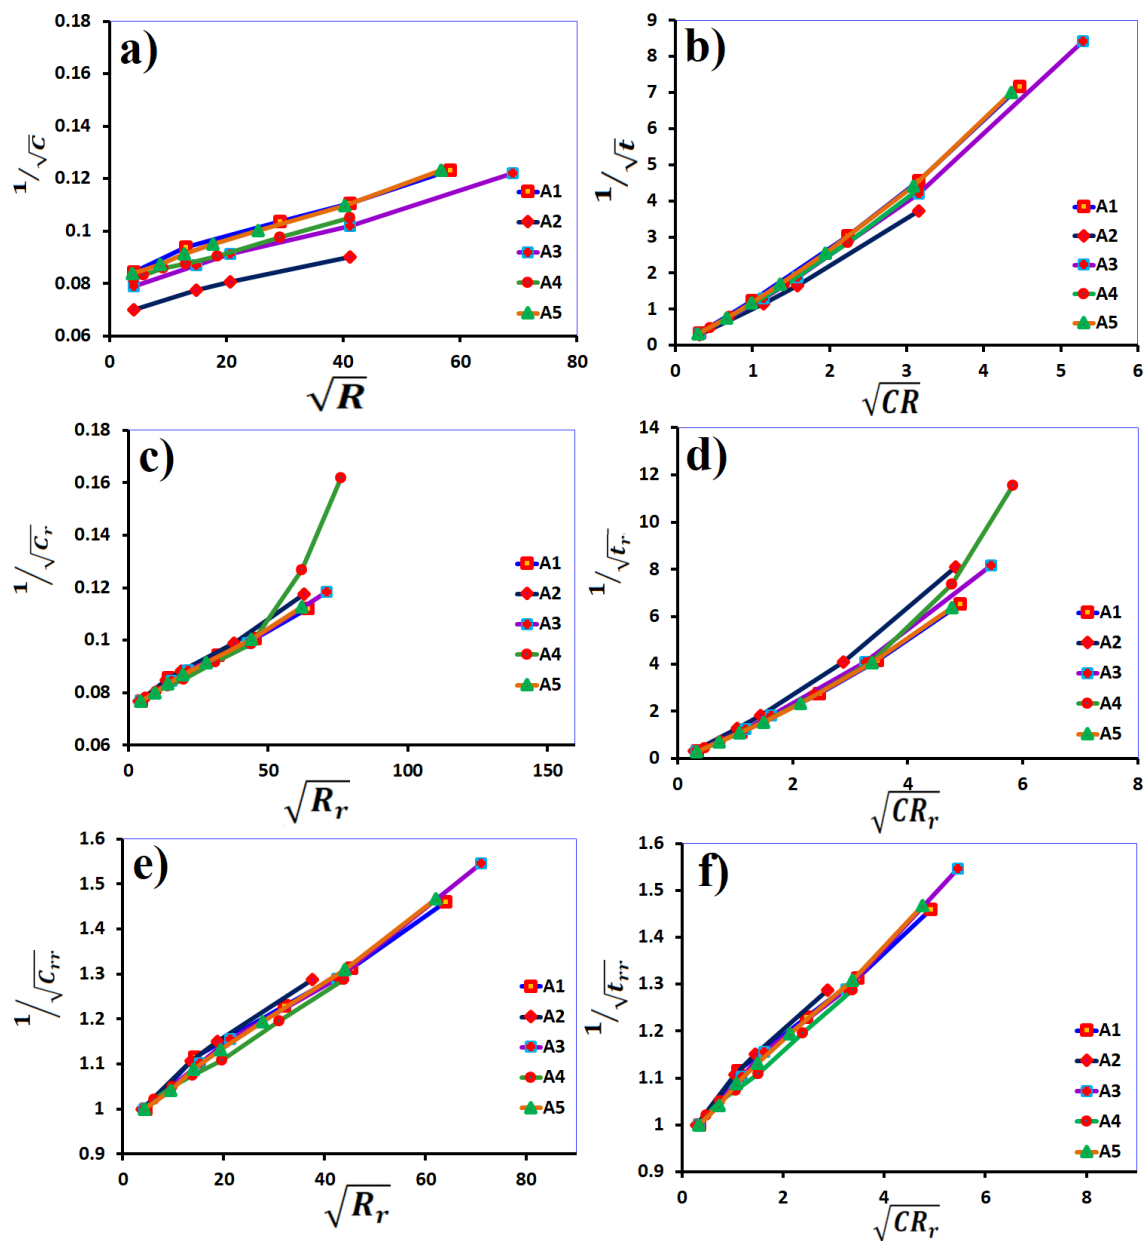 a)
0.18
0.16
0.14
0.12
0.1
0.08
0.06
0 20 40 60 80
1/√C
√R
A1
A2
A3
A4
A5
b)
9
8
7
6
5
4
3
2
1
0
0 1 2 3 4 5 6
1/√t
√CR
A1
A2
A3
A4
A5
c)
0.18
0.16
0.14
0.12
0.1
0.08
0.06
0 50 100 150
1/√C_r
√R_r
A1
A2
A3
A4
A5
d)
14
12
10
8
6
4
2
0
0 2 4 6 8
1/√t_r
√CR_r
A1
A2
A3
A4
A5
e)
1.6
1.5
1.4
1.3
1.2
1.1
1
0.9
0 20 40 60 80
1/√C_rr
√R_r
A1
A2
A3
A4
A5
f)
1.6
1.5
1.4
1.3
1.2
1.1
1
0.9
0 2 4 6 8
1/√t_rr
√CR_r
A1
A2
A3
A4
A5